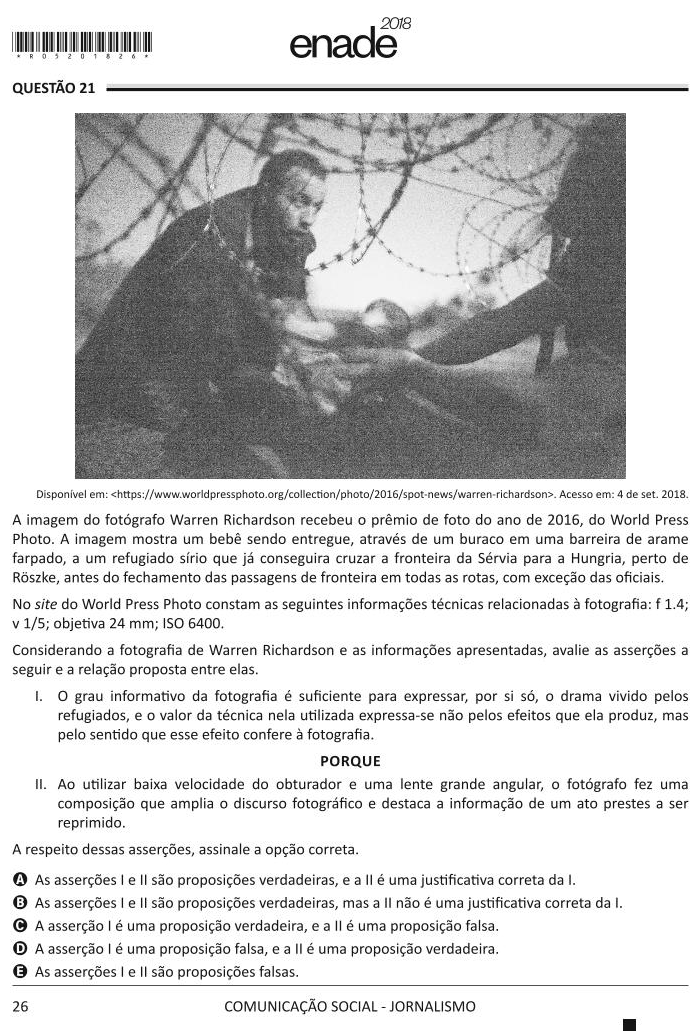 *R05201826*
enade 2018
QUESTÃO 21
Disponível em: <https://www.worldpressphoto.org/collection/photo/2016/spot-news/warren-richardson>. Acesso em: 4 de set. 2018.
A imagem do fotógrafo Warren Richardson recebeu o prêmio de foto do ano de 2016, do World Press
Photo. A imagem mostra um bebê sendo entregue, através de um buraco em uma barreira de arame
farpado, a um refugiado sírio que já conseguira cruzar a fronteira da Sérvia para a Hungria, perto de
Röszke, antes do fechamento das passagens de fronteira em todas as rotas, com exceção das oficiais.
No site do World Press Photo constam as seguintes informações técnicas relacionadas à fotografia: f 1.4;
v 1/5; objetiva 24 mm; ISO 6400.
Considerando a fotografia de Warren Richardson e as informações apresentadas, avalie as asserções a
seguir e a relação proposta entre elas.
I. O grau informativo da fotografia é suficiente para expressar, por si só, o drama vivido pelos
refugiados, e o valor da técnica nela utilizada expressa-se não pelos efeitos que ela produz, mas
pelo sentido que esse efeito confere à fotografia.
PORQUE
II. Ao utilizar baixa velocidade do obturador e uma lente grande angular, o fotógrafo fez uma
composição que amplia o discurso fotográfico e destaca a informação de um ato prestes a ser
reprimido.
A respeito dessas asserções, assinale a opção correta.
A As asserções I e II são proposições verdadeiras, e a II é uma justificativa correta da I.
B As asserções I e II são proposições verdadeiras, mas a II não é uma justificativa correta da I.
C A asserção I é uma proposição verdadeira, e a II é uma proposição falsa.
D A asserção I é uma proposição falsa, e a II é uma proposição verdadeira.
E As asserções I e II são proposições falsas.
26
COMUNICAÇÃO SOCIAL - JORNALISMO